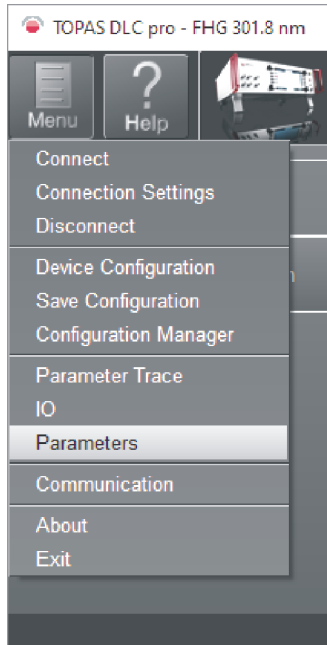 TOPAS DLC pro - FHG 301.8 nm
Menu
Help
Connect
Connection Settings
Disconnect
Device Configuration
Save Configuration
Configuration Manager
Parameter Trace
IO
Parameters
Communication
About
Exit